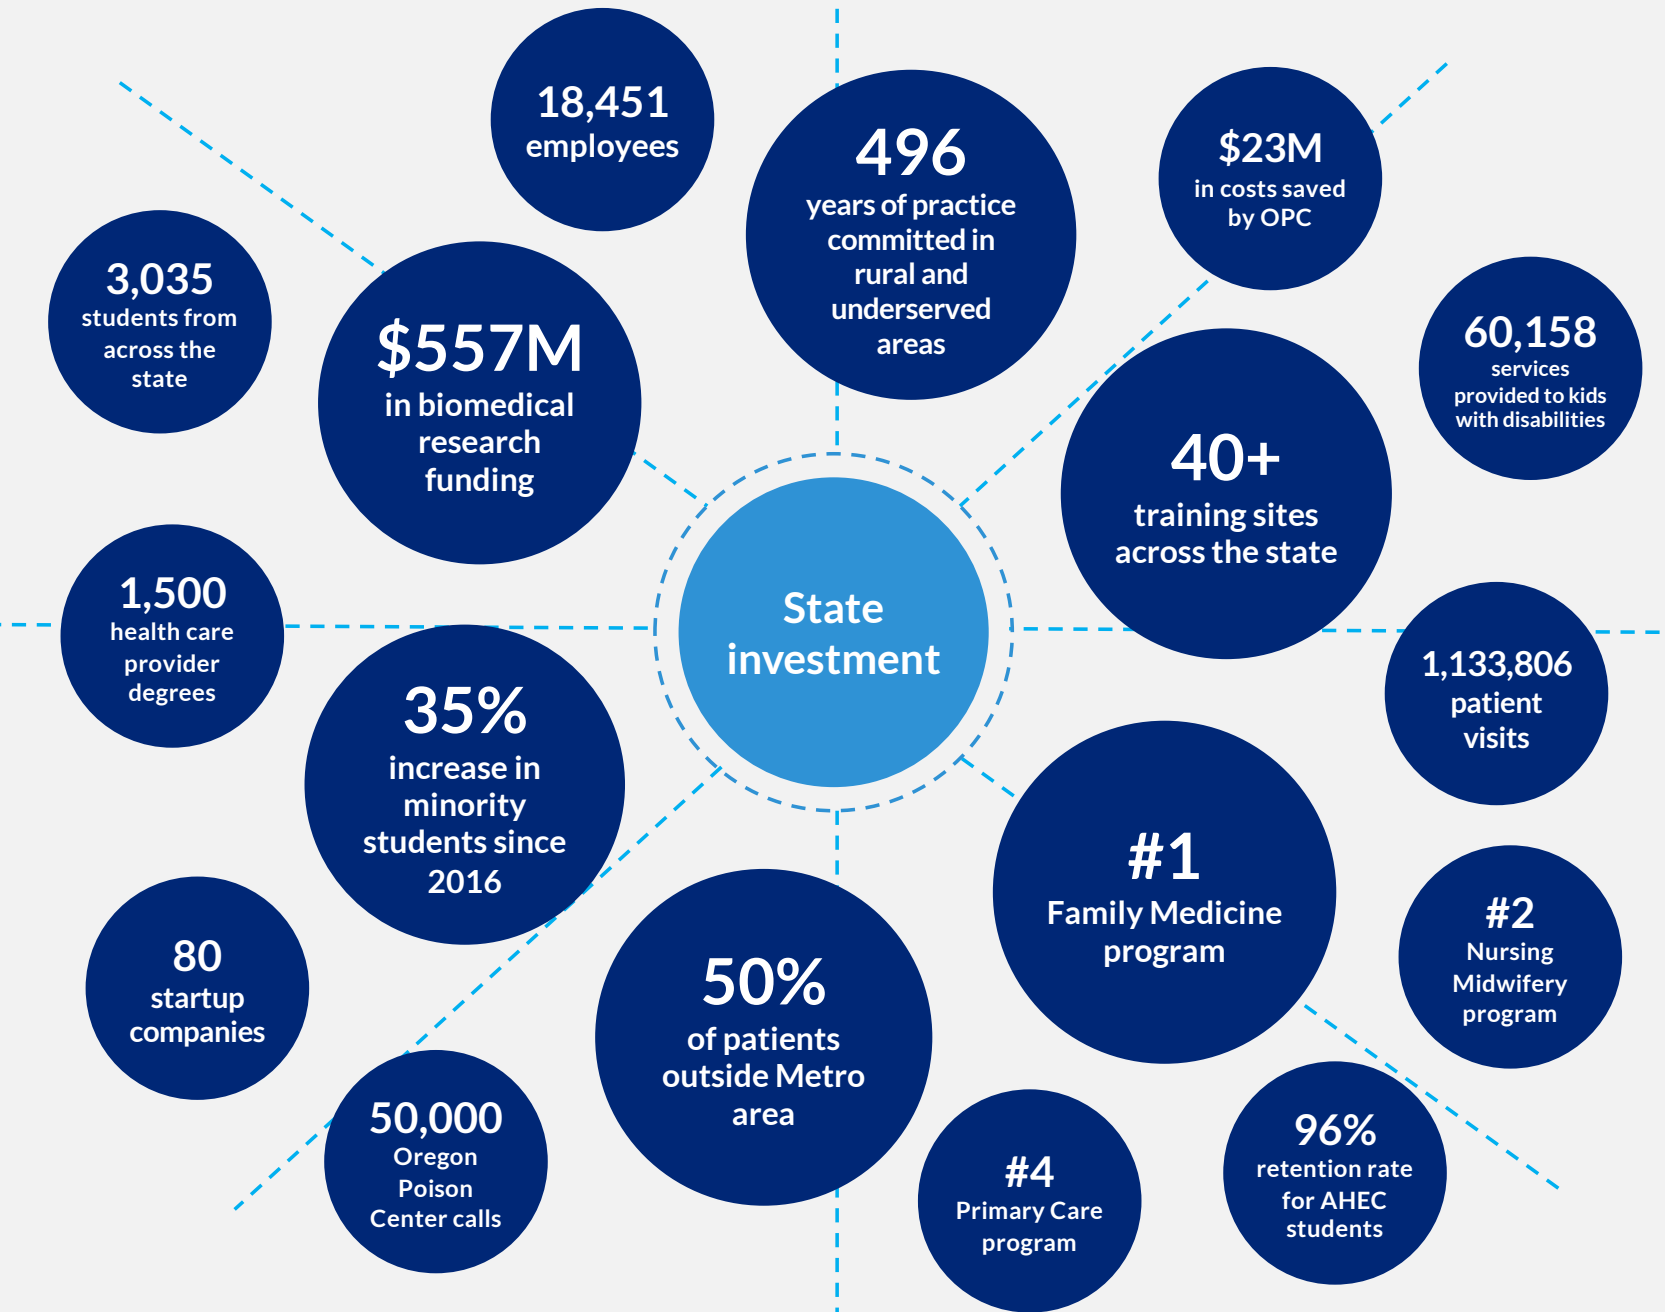 18,451
employees
496
years of practice
committed in
rural and
underserved
areas
$23M
in costs saved
by OPC
3,035
students from
across the
state
$557M
in biomedical
research
funding
60,158
services
provided to kids
with disabilities
40+
training sites
across the state
State
investment
1,500
health care
provider
degrees
35%
increase in
minority
students since
2016
1,133,806
patient
visits
#1
Family Medicine
program
#2
Nursing
Midwifery
program
80
startup
companies
50%
of patients
outside Metro
area
50,000
Oregon
Poison
Center calls
#4
Primary Care
program
96%
retention rate
for AHEC
students